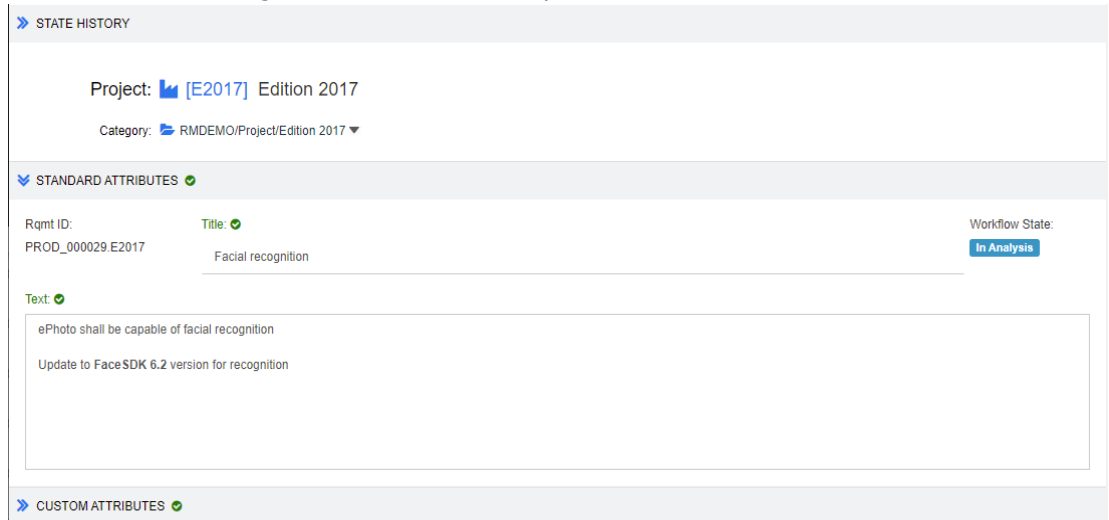 STATE HISTORY
Project: [E2017] Edition 2017
Category: RMDEMO/Project/Edition 2017
STANDARD ATTRIBUTES
Rqmt ID: Title: Workflow State:
PROD_000029.E2017 Facial recognition In Analysis
Text:
ePhoto shall be capable of facial recognition
Update to FaceSDK 6.2 version for recognition
CUSTOM ATTRIBUTES